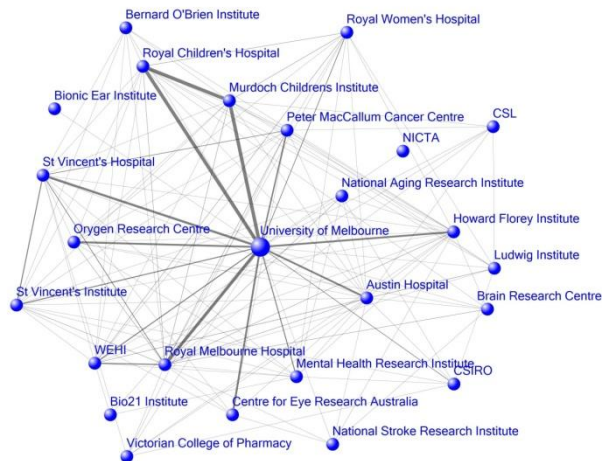 Bernard O'Brien Institute
Royal Women's Hospital
Royal Children's Hospital
Murdoch Childrens Institute
Bionic Ear Institute
Peter MacCallum Cancer Centre
CSL
NICTA
St Vincent's Hospital
National Aging Research Institute
Orygen Research Centre
University of Melbourne
Howard Florey Institute
Ludwig Institute
Austin Hospital
St Vincent's Institute
Brain Research Centre
WEHI
Royal Melbourne Hospital
Mental Health Research Institute
CSIRO
Bio21 Institute
Centre for Eye Research Australia
Victorian College of Pharmacy
National Stroke Research Institute